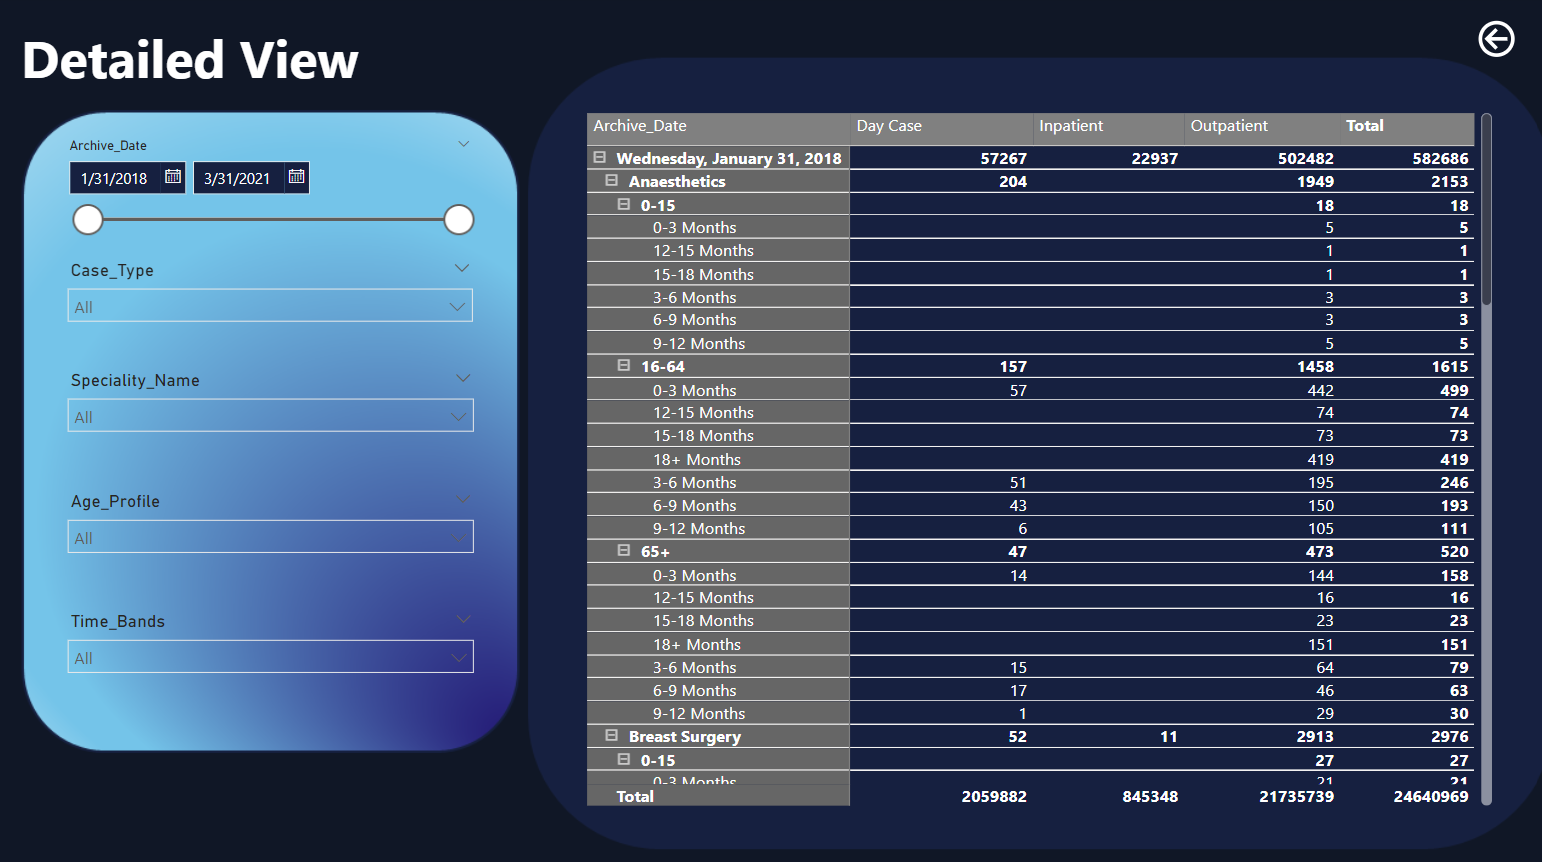 Detailed View
Archive_Date
1/31/2018 3/31/2021
Case_Type
All
Speciality_Name
All
Age_Profile
All
Time_Bands
All
Archive_Date Day Case Inpatient Outpatient Total
Wednesday, January 31, 2018 57267 22937 502482 582686
Anaesthetics 204 1949 2153
0-15 18 18
0-3 Months 5 5
12-15 Months 1 1
15-18 Months 1 1
3-6 Months 3 3
6-9 Months 3 3
9-12 Months 5 5
16-64 157 1458 1615
0-3 Months 57 442 499
12-15 Months 74 74
15-18 Months 73 73
18+ Months 419 419
3-6 Months 51 195 246
6-9 Months 43 150 193
9-12 Months 6 105 111
65+ 47 473 520
0-3 Months 14 144 158
12-15 Months 16 16
15-18 Months 23 23
18+ Months 151 151
3-6 Months 15 64 79
6-9 Months 17 46 63
9-12 Months 1 29 30
Breast Surgery 52 11 2913 2976
0-15 27 27
0-3 Months 21 21
Total 2059882 845348 21735739 24640969